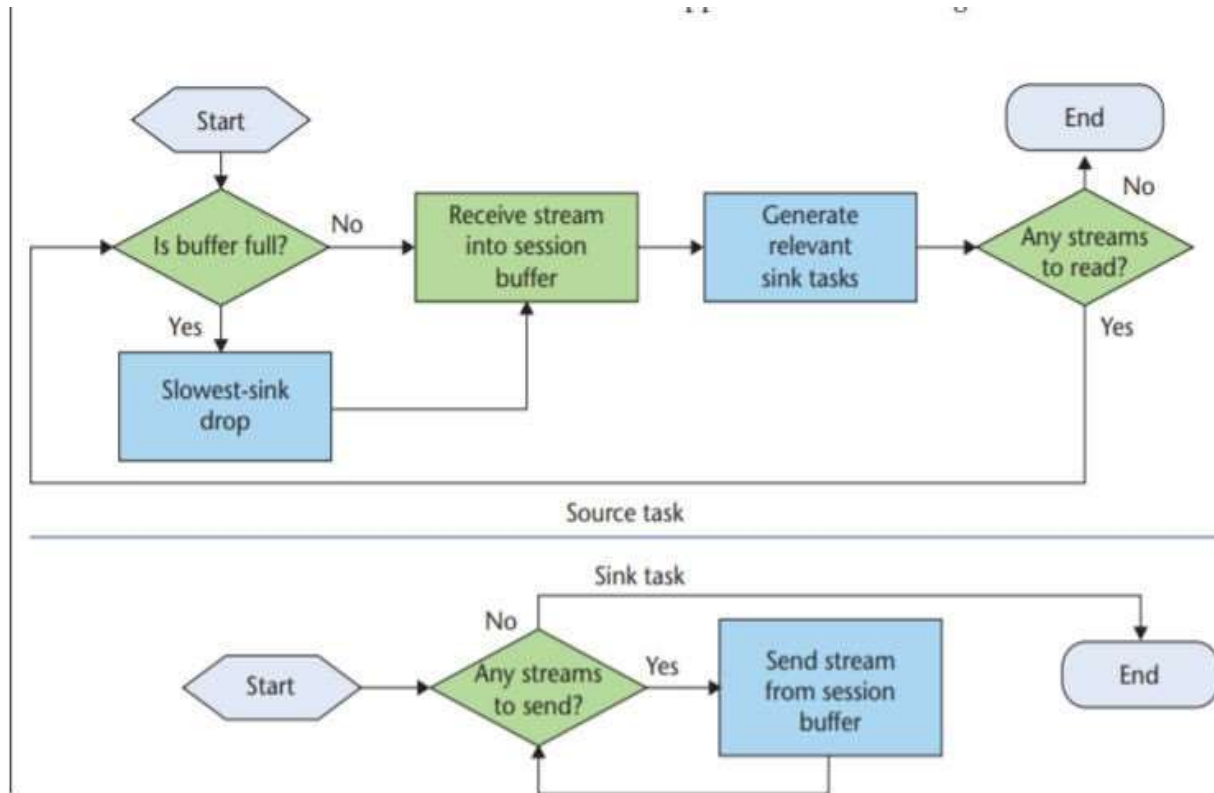 Start
End
Is buffer full?
No
Receive stream
into session
buffer
Generate
relevant
sink tasks
Any streams
to read?
No
Yes
Yes
Slowest-sink
drop
Source task
Sink task
Start
No
Any streams
to send?
Yes
Send stream
from session
buffer
End